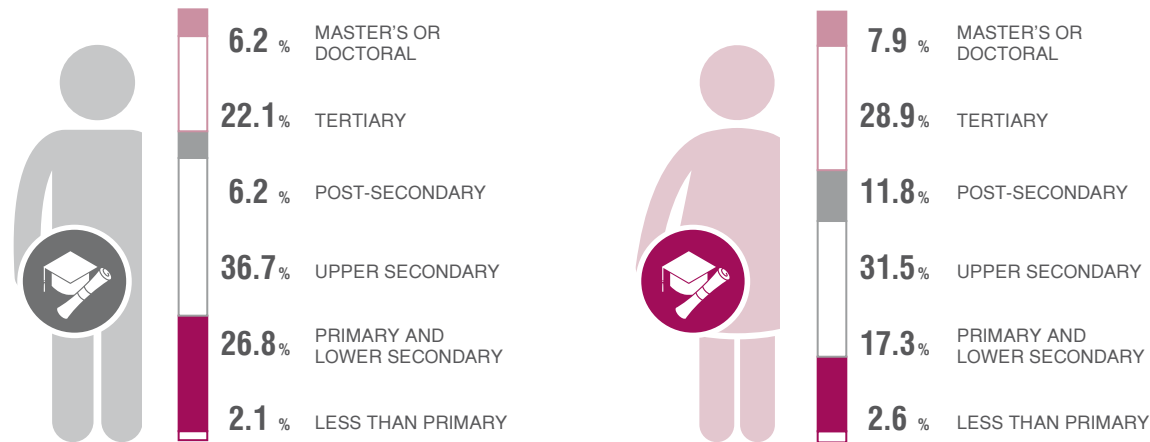 6.2 % MASTER'S OR
DOCTORAL
22.1 % TERTIARY
6.2 % POST-SECONDARY
36.7 % UPPER SECONDARY
26.8 % PRIMARY AND
LOWER SECONDARY
2.1 % LESS THAN PRIMARY
7.9 % MASTER'S OR
DOCTORAL
28.9 % TERTIARY
11.8 % POST-SECONDARY
31.5 % UPPER SECONDARY
17.3 % PRIMARY AND
LOWER SECONDARY
2.6 % LESS THAN PRIMARY